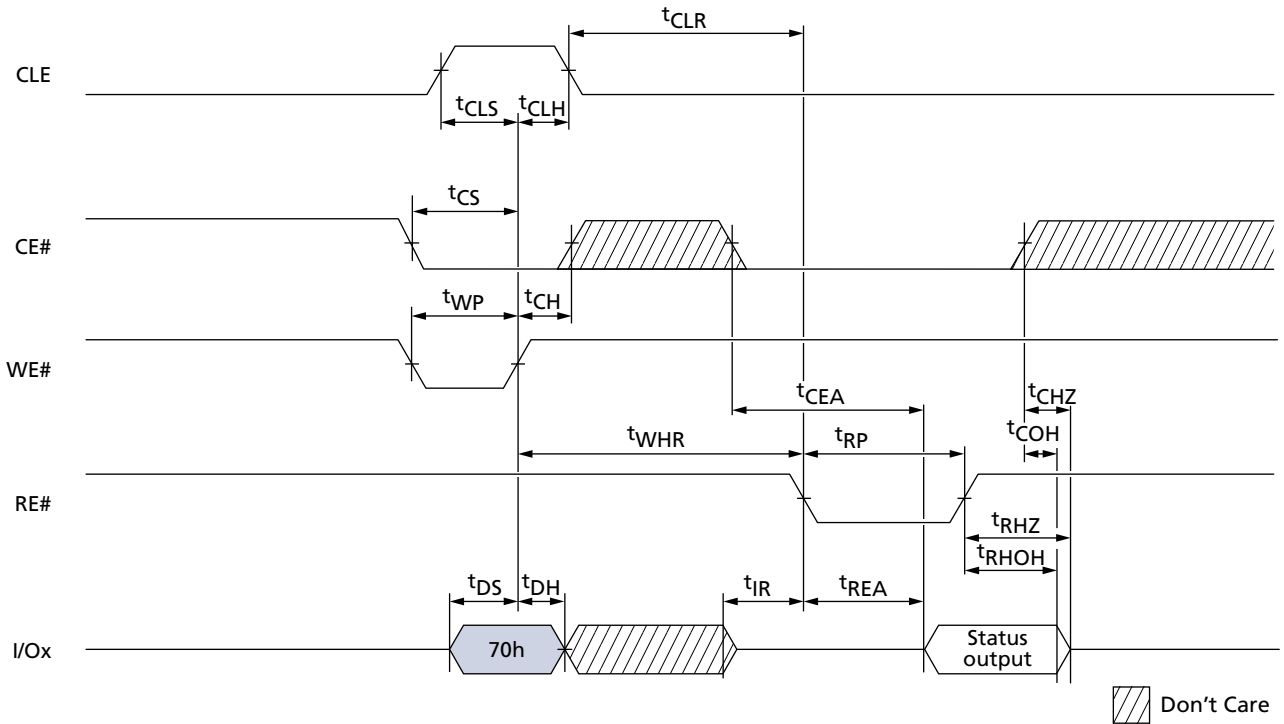 tCLR
CLE
tCLS tCLH
tCS
CE#
tWP tCH
WE#
tCEA tCHZ
tCOH
tWHR tRP
RE#
tRHZ
tRHOH
tDS tDH tIR tREA
I/Ox 70h Status
output
Don't Care